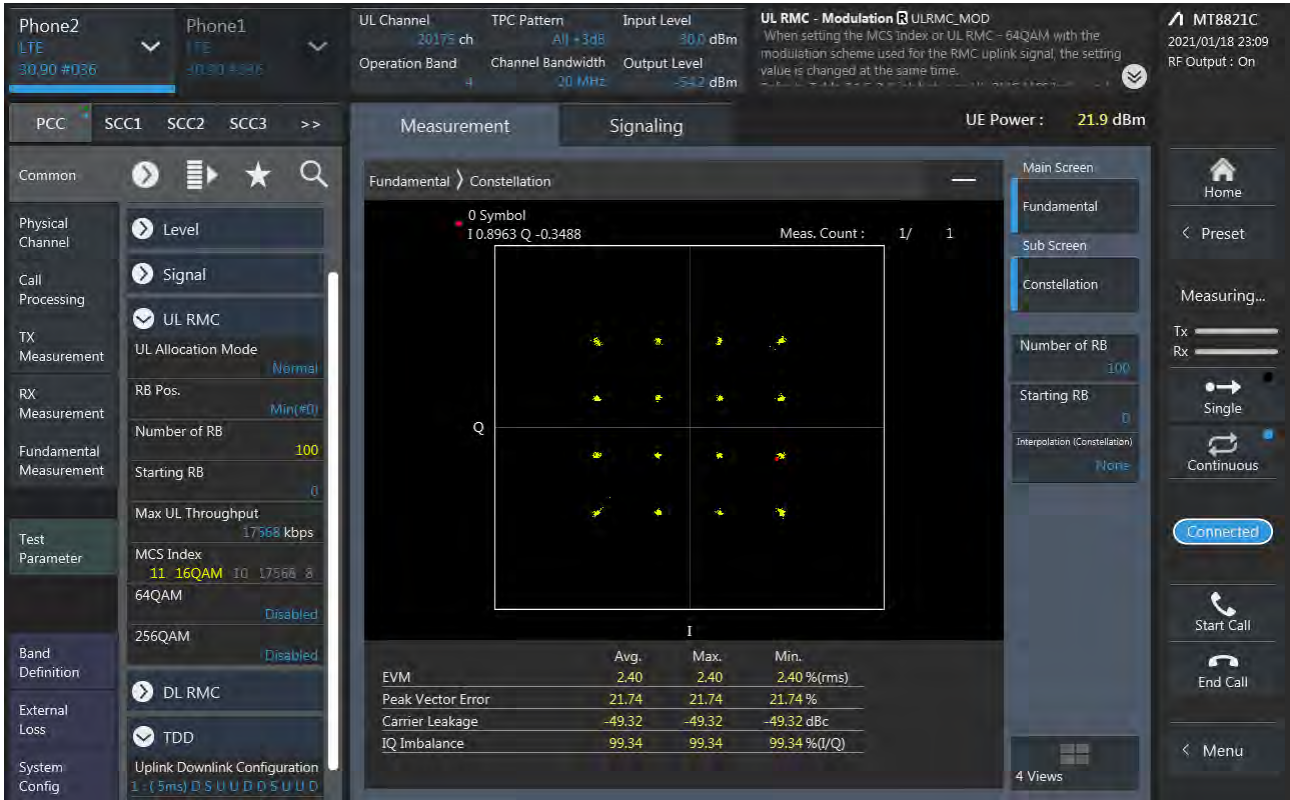 Phone2
LTE
30.90 #036
Phone1
LTE
UL Channel
20175 ch
Operation Band
4
TPC Pattern
All +3dB
Channel Bandwidth
20 MHz
Input Level
30.0 dBm
Output Level
-54.2 dBm
UL RMC - Modulation R ULRMC_MOD
When setting the MCS Index or UL RMC - 64QAM with the
modulation scheme used for the RMC uplink signal, the setting
value is changed at the same time.
MT8821C
2021/01/18 23:09
RF Output : On
PCC SCC1 SCC2 SCC3 >>
Measurement
Signaling
UE Power : 21.9 dBm
Common
Physical
Channel
Call
Processing
TX
Measurement
RX
Measurement
Fundamental
Measurement
Test
Parameter
Band
Definition
External
Loss
System
Config
Level
Signal
UL RMC
UL Allocation Mode
Normal
RB Pos.
Min(#0)
Number of RB
100
Starting RB
0
Max UL Throughput
17568 kbps
MCS Index
11 16QAM 10 17568 8
64QAM
Disabled
256QAM
Disabled
DL RMC
TDD
Uplink Downlink Configuration
1 : ( 5ms) D S U U D D S U U D
Fundamental 〉 Constellation
0 Symbol
I 0.8963 Q -0.3488
Meas. Count : 1/ 1
Q
I
Avg. Max. Min.
EVM 2.40 2.40 2.40 %(rms)
Peak Vector Error 21.74 21.74 21.74 %
Carrier Leakage -49.32 -49.32 -49.32 dBc
IQ Imbalance 99.34 99.34 99.34 %(I/Q)
Main Screen
Fundamental
Sub Screen
Constellation
Number of RB
100
Starting RB
0
Interpolation (Constellation)
None
4 Views
Home
< Preset
Measuring...
Tx
Rx
Single
Continuous
Connected
Start Call
End Call
< Menu